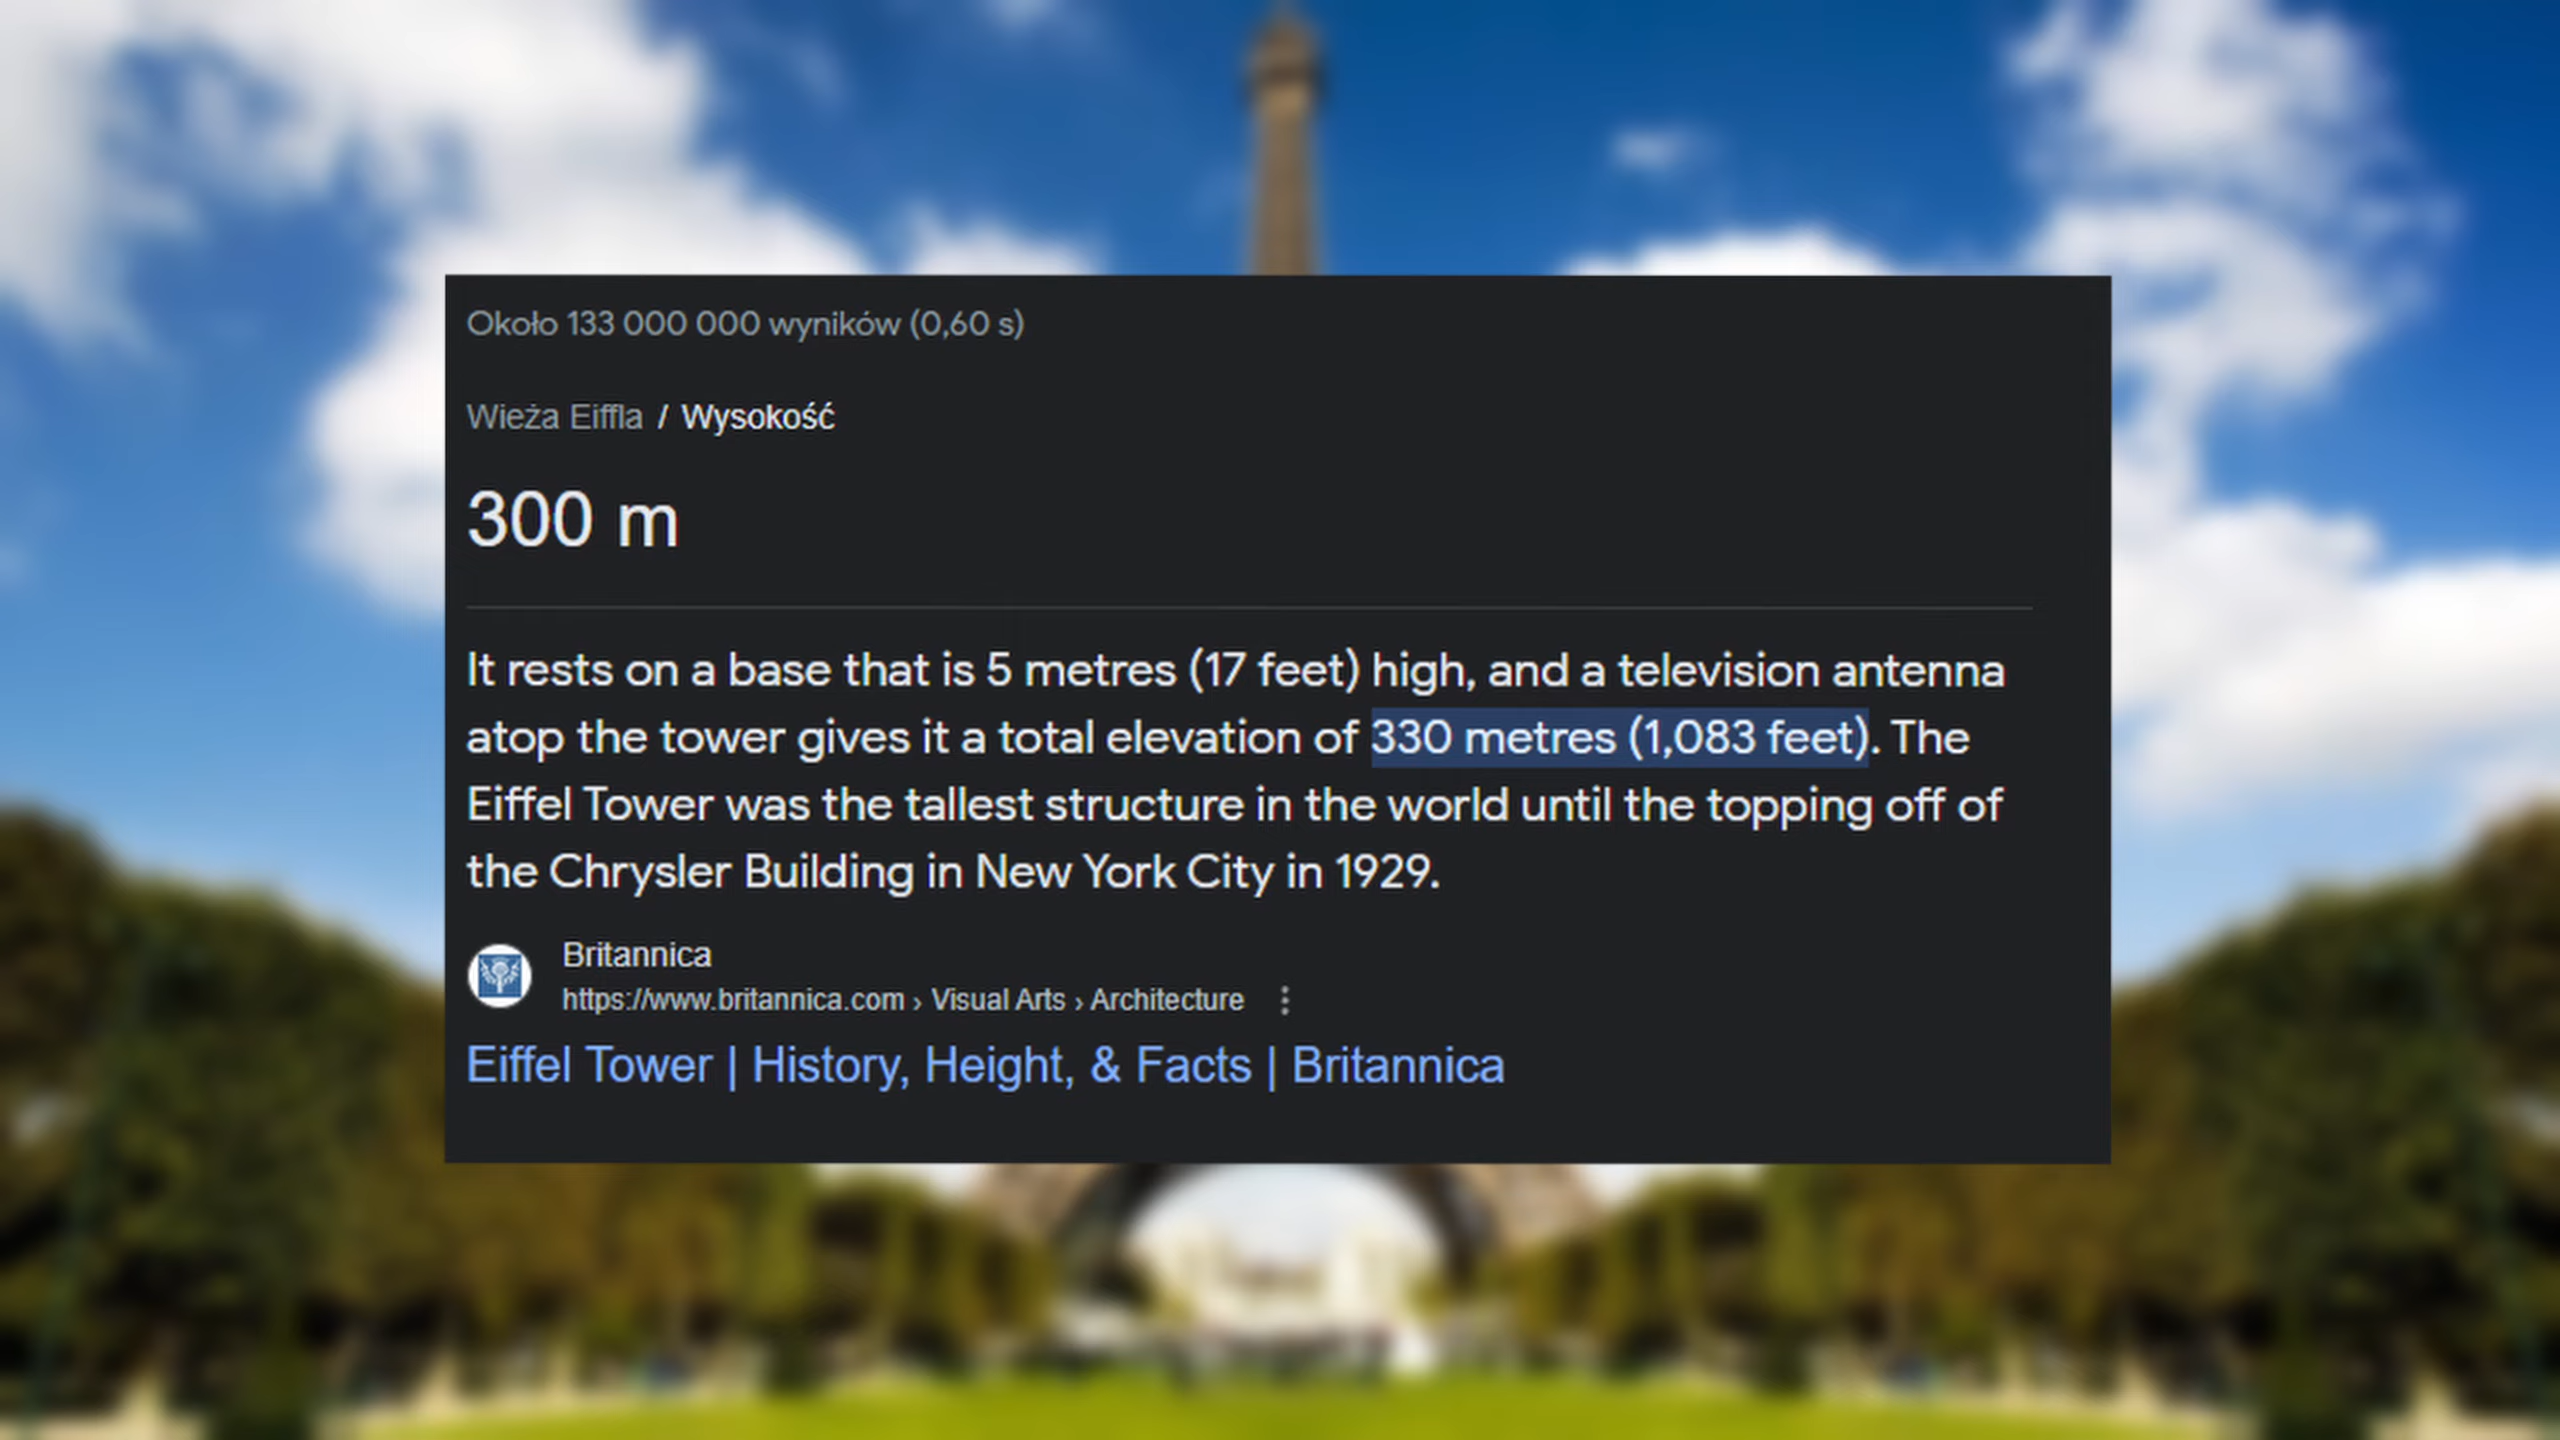 Około 133 000 000 wyników (0,60 s)
Wieża Eiffla / Wysokość
300 m
It rests on a base that is 5 metres (17 feet) high, and a television antenna
atop the tower gives it a total elevation of 330 metres (1,083 feet). The
Eiffel Tower was the tallest structure in the world until the topping off of
the Chrysler Building in New York City in 1929.
Britannica
https://www.britannica.com › Visual Arts › Architecture
Eiffel Tower | History, Height, & Facts | Britannica